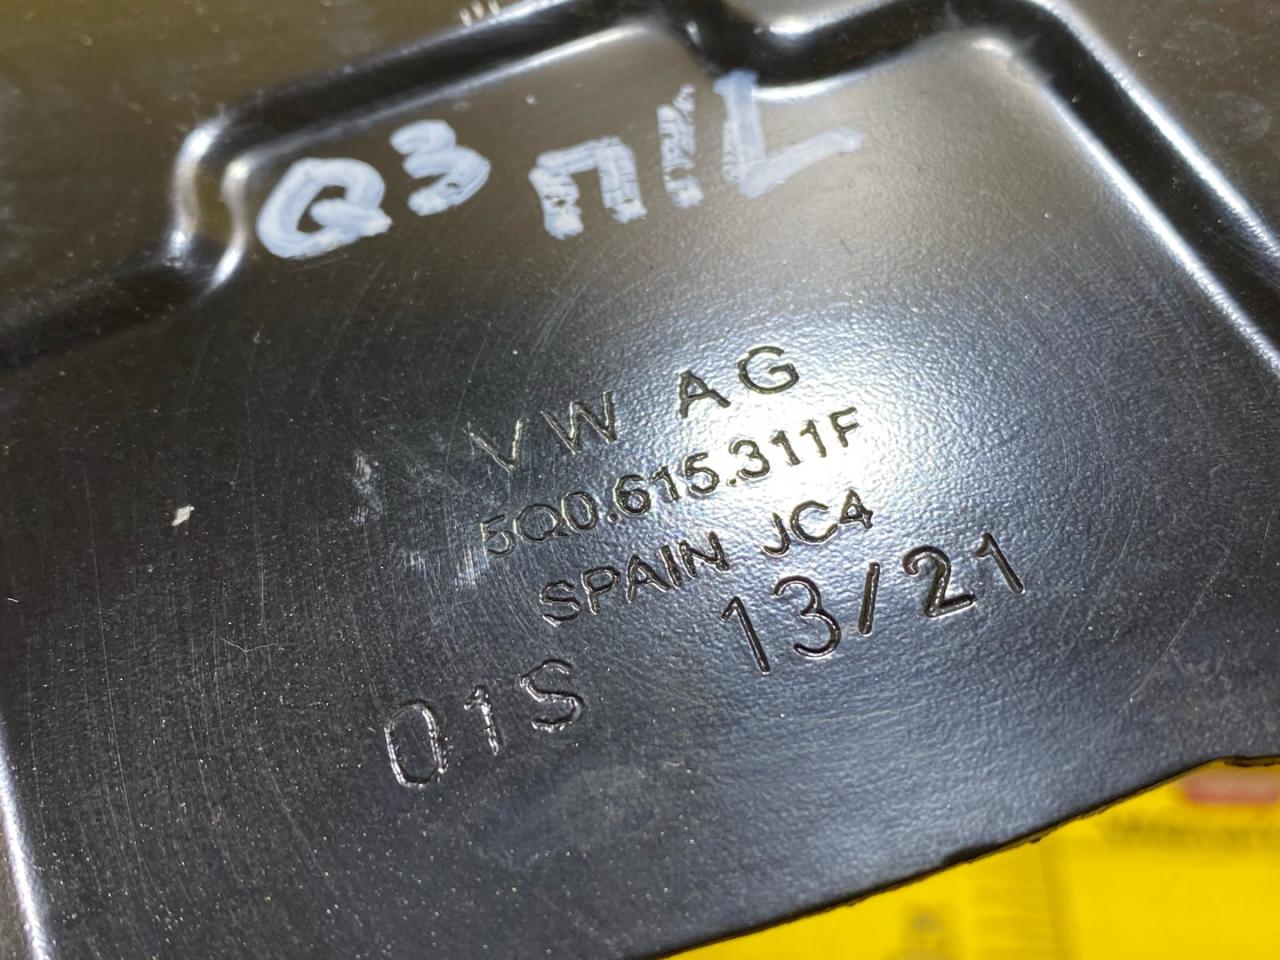 Q3 П/L
VW AG
5Q0.615.311F
SPAIN JC4
13/21
01S